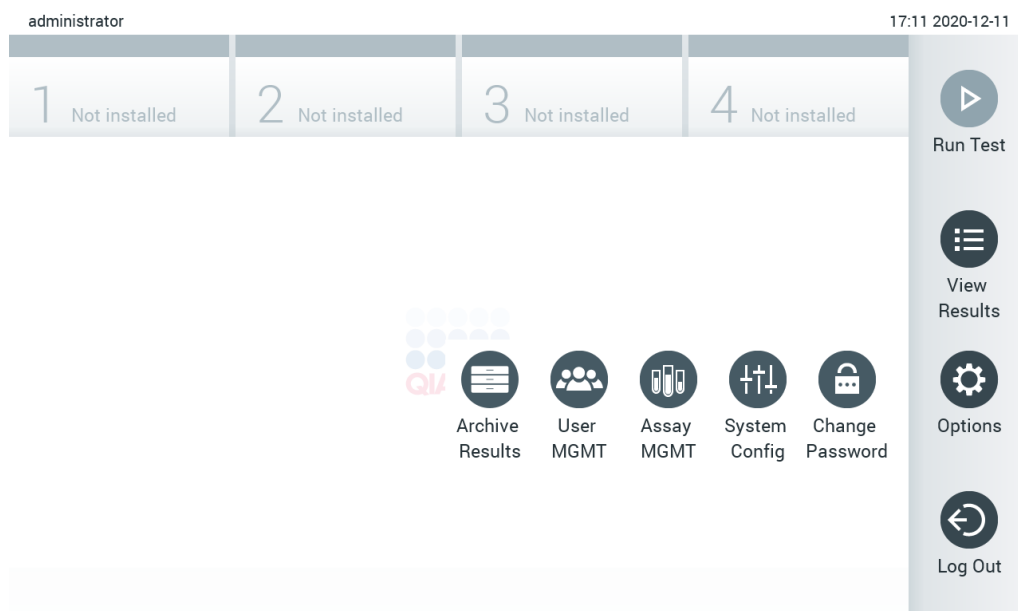 administrator 17:11 2020-12-11
1 Not installed 2 Not installed 3 Not installed 4 Not installed
Run Test
View
Results
Archive User Assay System Change Options
Results MGMT MGMT Config Password
Log Out